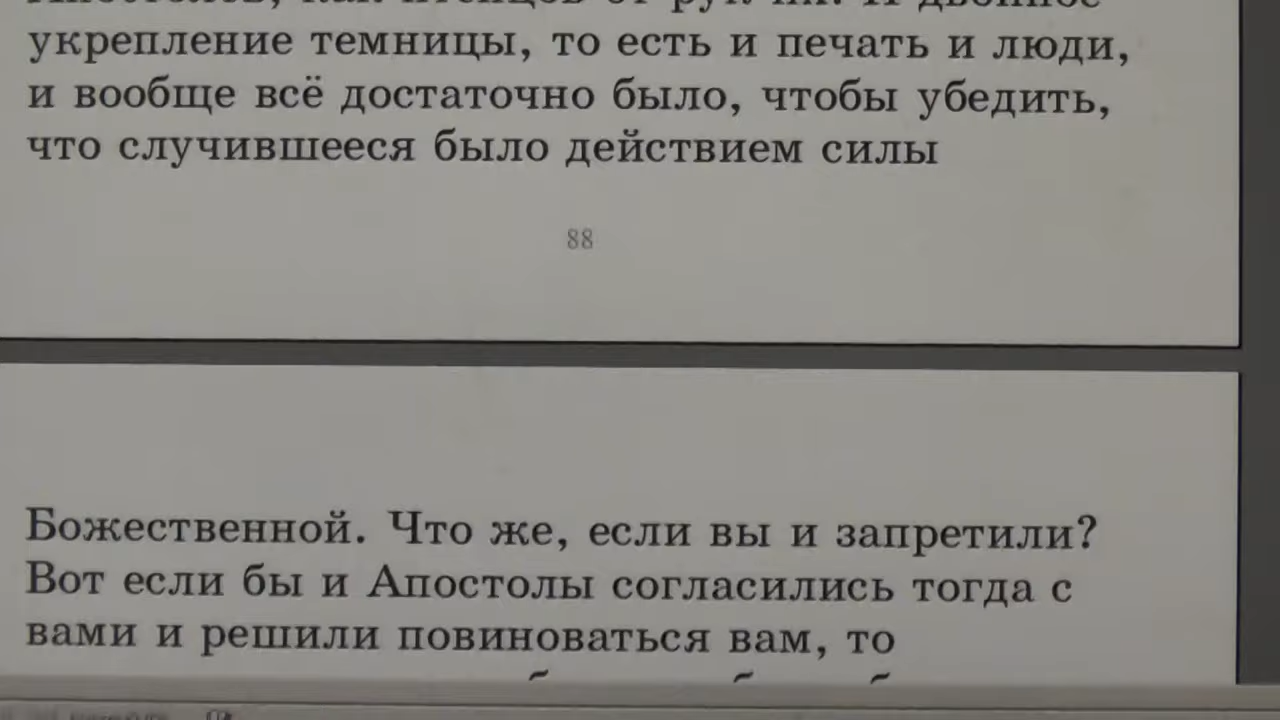 укрепление темницы, то есть и печать и люди,
и вообще всё достаточно было, чтобы убедить,
что случившееся было действием силы
88
Божественной. Что же, если вы и запретили?
Вот если бы и Апостолы согласились тогда с
вами и решили повиноваться вам, то